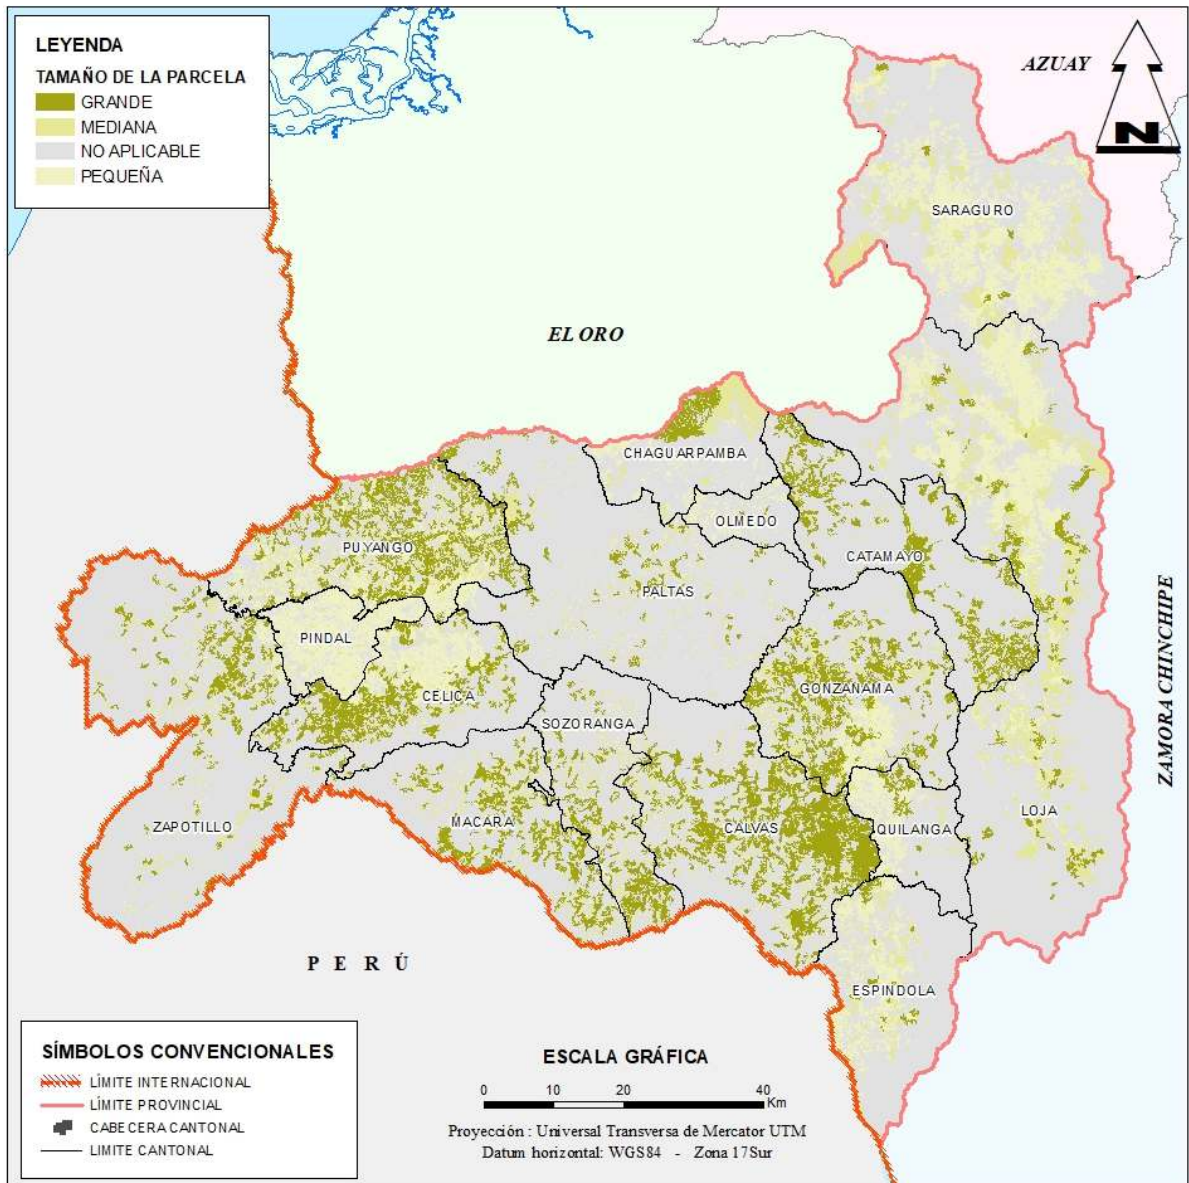 LEYENDA
TAMAÑO DE LA PARCELA
GRANDE
MEDIANA
NO APLICABLE
PEQUEÑA
AZUAY
N
SARAGURO
EL ORO
CHAGUARPAMBA
OLMEDO
PUYANGO
CATAMAYO
PALTAS
PINDAL
CELICA
GONZANAMA
SOZORANGA
ZAMORA CHINCHIPE
ZAPOTILLO
MACARA
CALVAS
QUILANGA
LOJA
PERÚ
ESPINDOLA
SÍMBOLOS CONVENCIONALES
LÍMITE INTERNACIONAL
LÍMITE PROVINCIAL
CABECERA CANTONAL
LIMITE CANTONAL
ESCALA GRÁFICA
0 10 20 40
Km
Proyección : Universal Transversa de Mercator UTM
Datum horizontal: WGS84 - Zona 17Sur